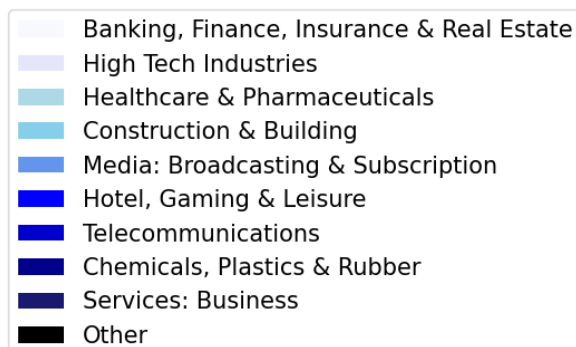 Banking, Finance, Insurance & Real Estate
High Tech Industries
Healthcare & Pharmaceuticals
Construction & Building
Media: Broadcasting & Subscription
Hotel, Gaming & Leisure
Telecommunications
Chemicals, Plastics & Rubber
Services: Business
Other